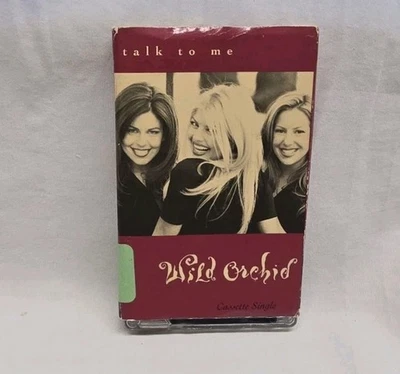 talk to me
Wild Orchid
Cassette Single